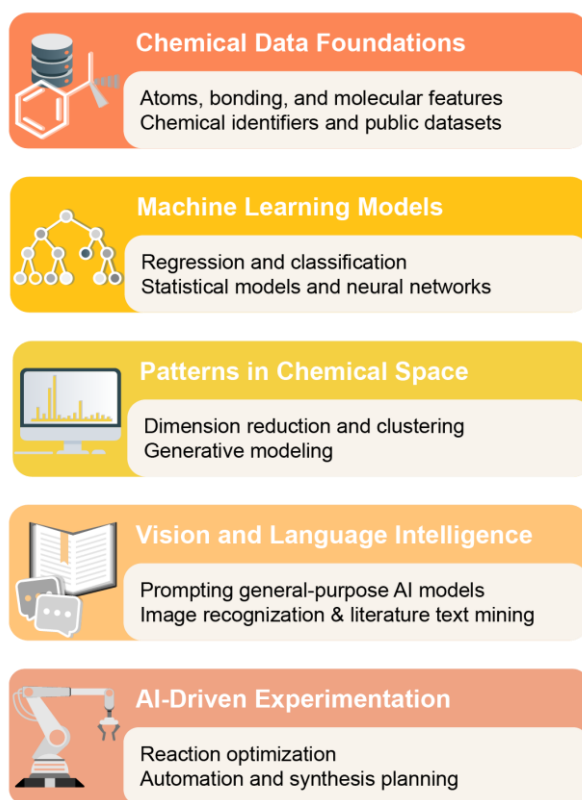 Chemical Data Foundations
Atoms, bonding, and molecular features
Chemical identifiers and public datasets
Machine Learning Models
Regression and classification
Statistical models and neural networks
Patterns in Chemical Space
Dimension reduction and clustering
Generative modeling
Vision and Language Intelligence
Prompting general-purpose AI models
Image recognization & literature text mining
AI-Driven Experimentation
Reaction optimization
Automation and synthesis planning